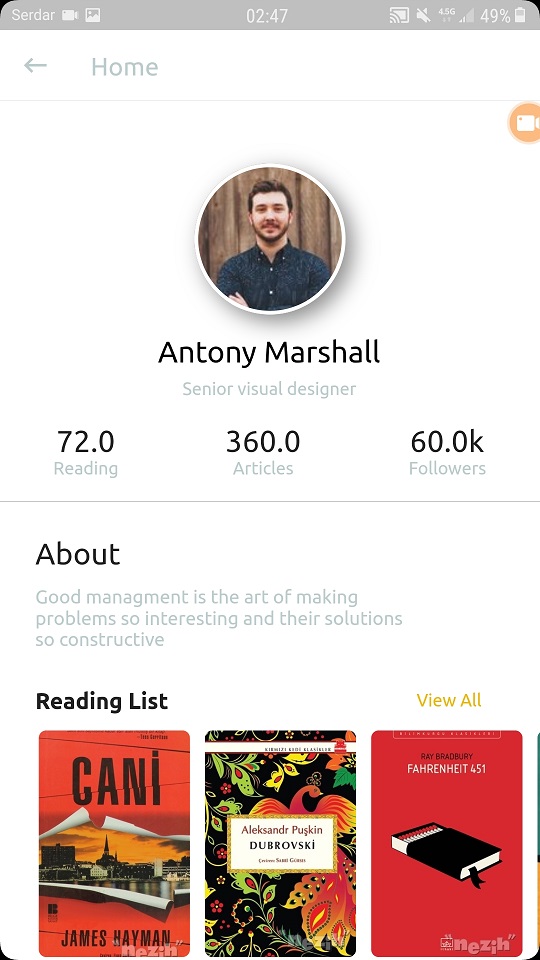 Serdar 02:47 4.5G 49%
Home
Antony Marshall
Senior visual designer
72.0 360.0 60.0k
Reading Articles Followers
About
Good managment is the art of making
problems so interesting and their solutions
so constructive
Reading List View All
CANİ
JAMES HAYMAN
"nezih"
KIRMIZI KEDİ KLASİKLER
Aleksandr Puşkin
DUBROVSKİ
Çeviren: SABRİ GÜRSES
"nezih"
RAY BRADBURY
FAHRENHEIT 451
"nezih"